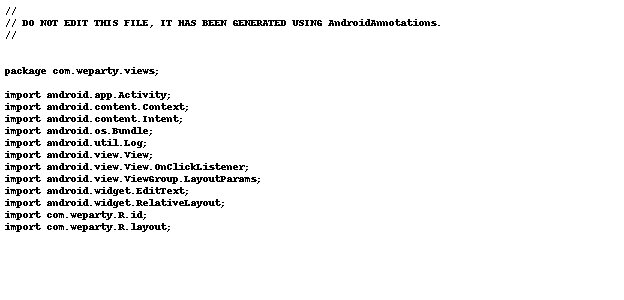 //
// DO NOT EDIT THIS FILE, IT HAS BEEN GENERATED USING AndroidAnnotations.
//
package com.weparty.views;
import android.app.Activity;
import android.content.Context;
import android.content.Intent;
import android.os.Bundle;
import android.util.Log;
import android.view.View;
import android.view.View.OnClickListener;
import android.view.ViewGroup.LayoutParams;
import android.widget.EditText;
import android.widget.RelativeLayout;
import com.weparty.R.id;
import com.weparty.R.layout;